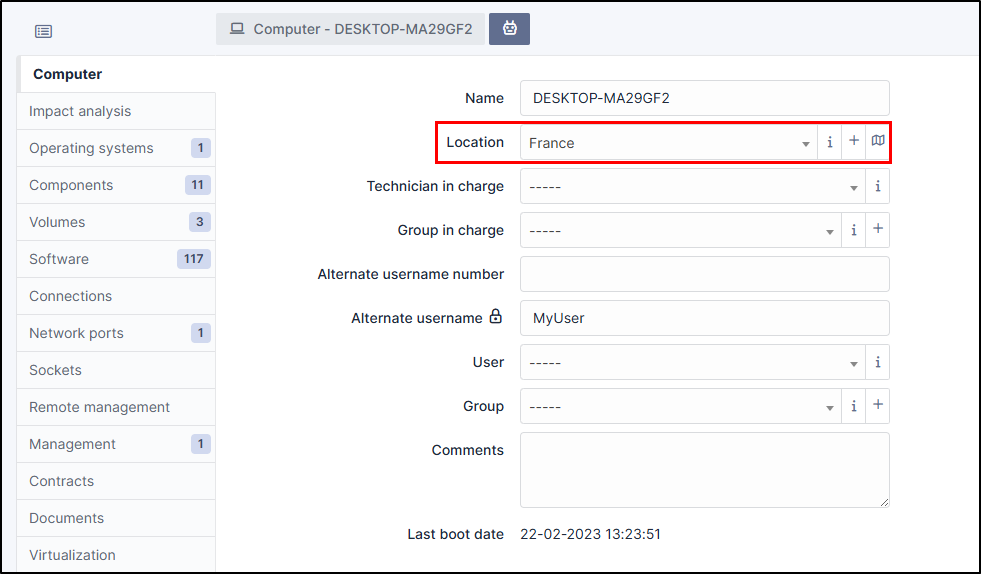 Computer - DESKTOP-MA29GF2
Computer
Impact analysis
Operating systems 1
Components 11
Volumes 3
Software 117
Connections
Network ports 1
Sockets
Remote management
Management 1
Contracts
Documents
Virtualization
Name DESKTOP-MA29GF2
Location France i +
Technician in charge ----- i
Group in charge ----- i +
Alternate username number
Alternate username MyUser
User ----- i
Group ----- i +
Comments
Last boot date 22-02-2023 13:23:51